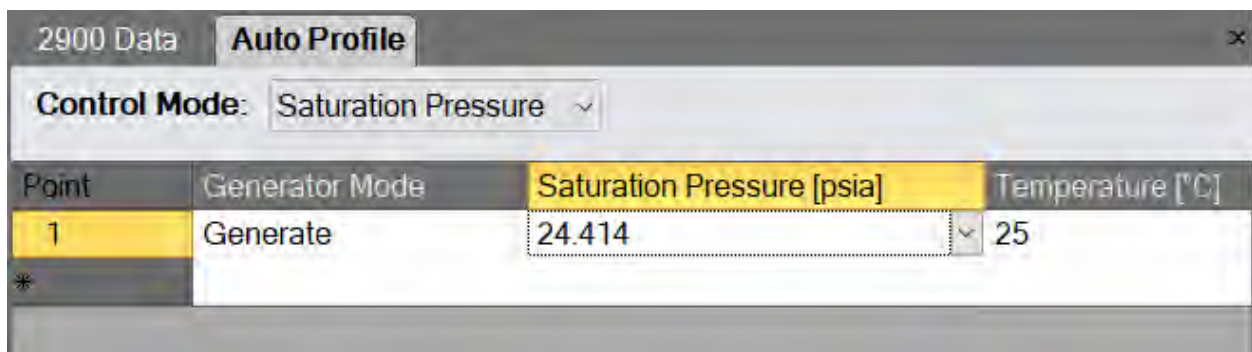 2900 Data Auto Profile ×
Control Mode: Saturation Pressure
Point Generator Mode Saturation Pressure [psia] Temperature [°C]
1 Generate 24.414 25
*